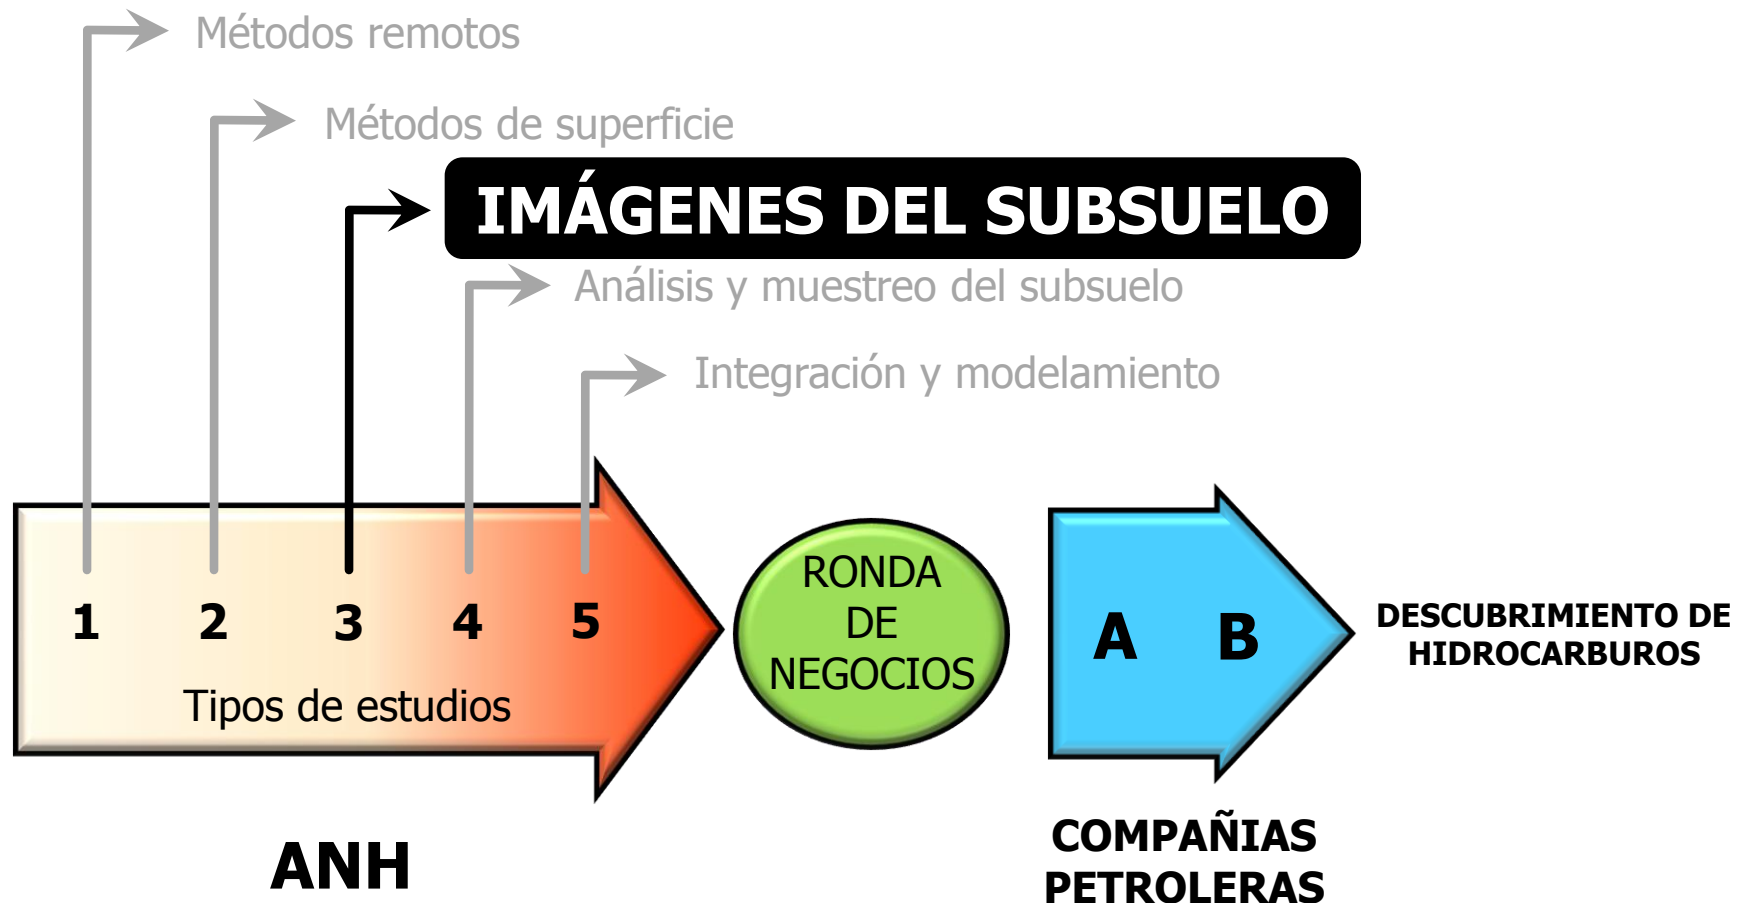 Métodos remotos
Métodos de superficie
IMÁGENES DEL SUBSUELO
Análisis y muestreo del subsuelo
Integración y modelamiento
1 2 3 4 5
Tipos de estudios
ANH
RONDA
DE
NEGOCIOS
A B
COMPAÑIAS
PETROLERAS
DESCUBRIMIENTO DE
HIDROCARBUROS